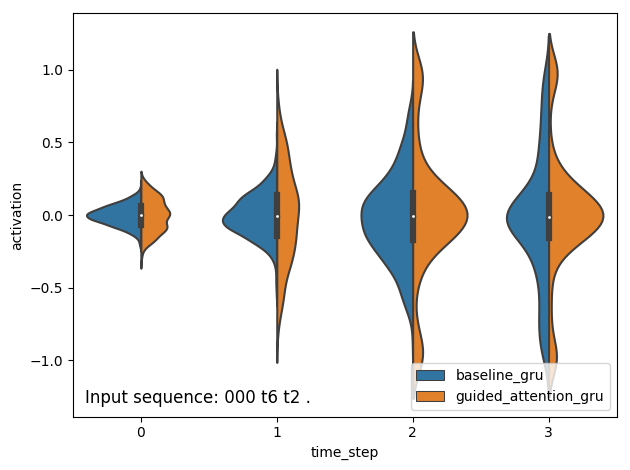 1.0
0.5
0.0
−0.5
−1.0
activation
Input sequence: 000 t6 t2 .
baseline_gru
guided_attention_gru
0 1 2 3
time_step